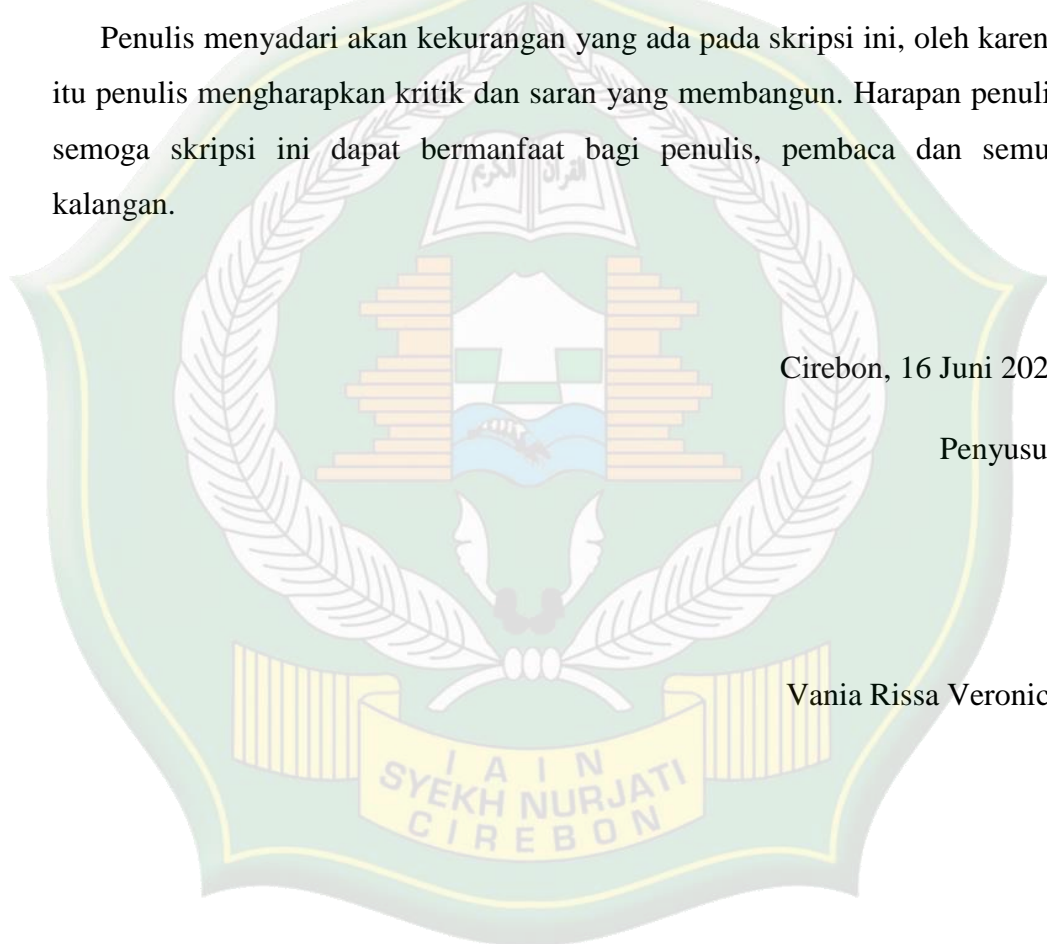 Penulis menyadari akan kekurangan yang ada pada skripsi ini, oleh karen
itu penulis mengharapkan kritik dan saran yang membangun. Harapan penuli
semoga skripsi ini dapat bermanfaat bagi penulis, pembaca dan semu
kalangan.
القرآن الكريم
Cirebon, 16 Juni 202
Penyusu
Vania Rissa Veronic
I A I N
SYEKH NURJATI
CIREBON